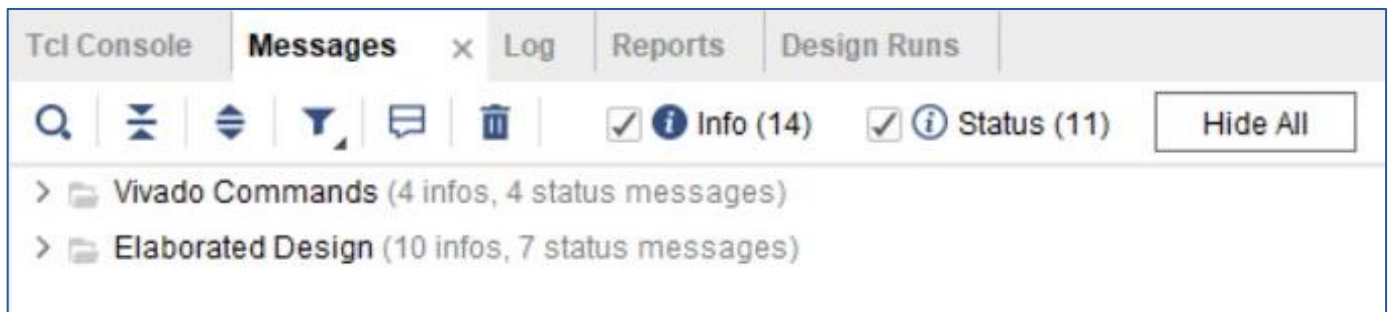 Tcl Console Messages × Log Reports Design Runs
Info (14) Status (11) Hide All
Vivado Commands (4 infos, 4 status messages)
Elaborated Design (10 infos, 7 status messages)